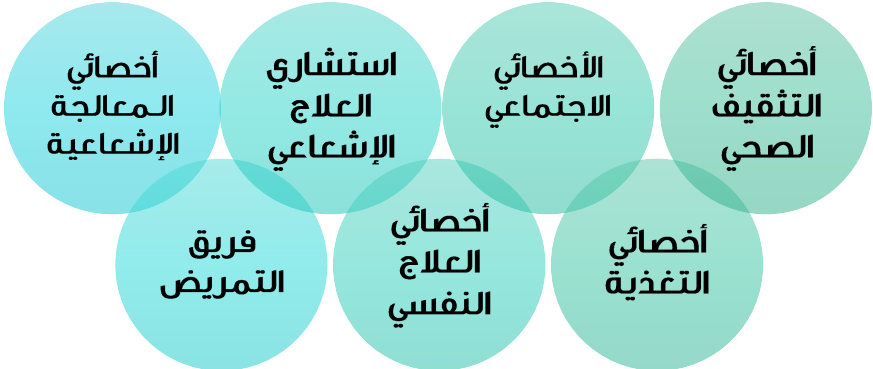 أخصائي
التثقيف
الصحي
الأخصائي
الاجتماعي
استشاري
العلاج
الإشعاعي
أخصائي
المعالجة
الإشعاعية
أخصائي
التغذية
أخصائي
العلاج
النفسي
فريق
التمريض